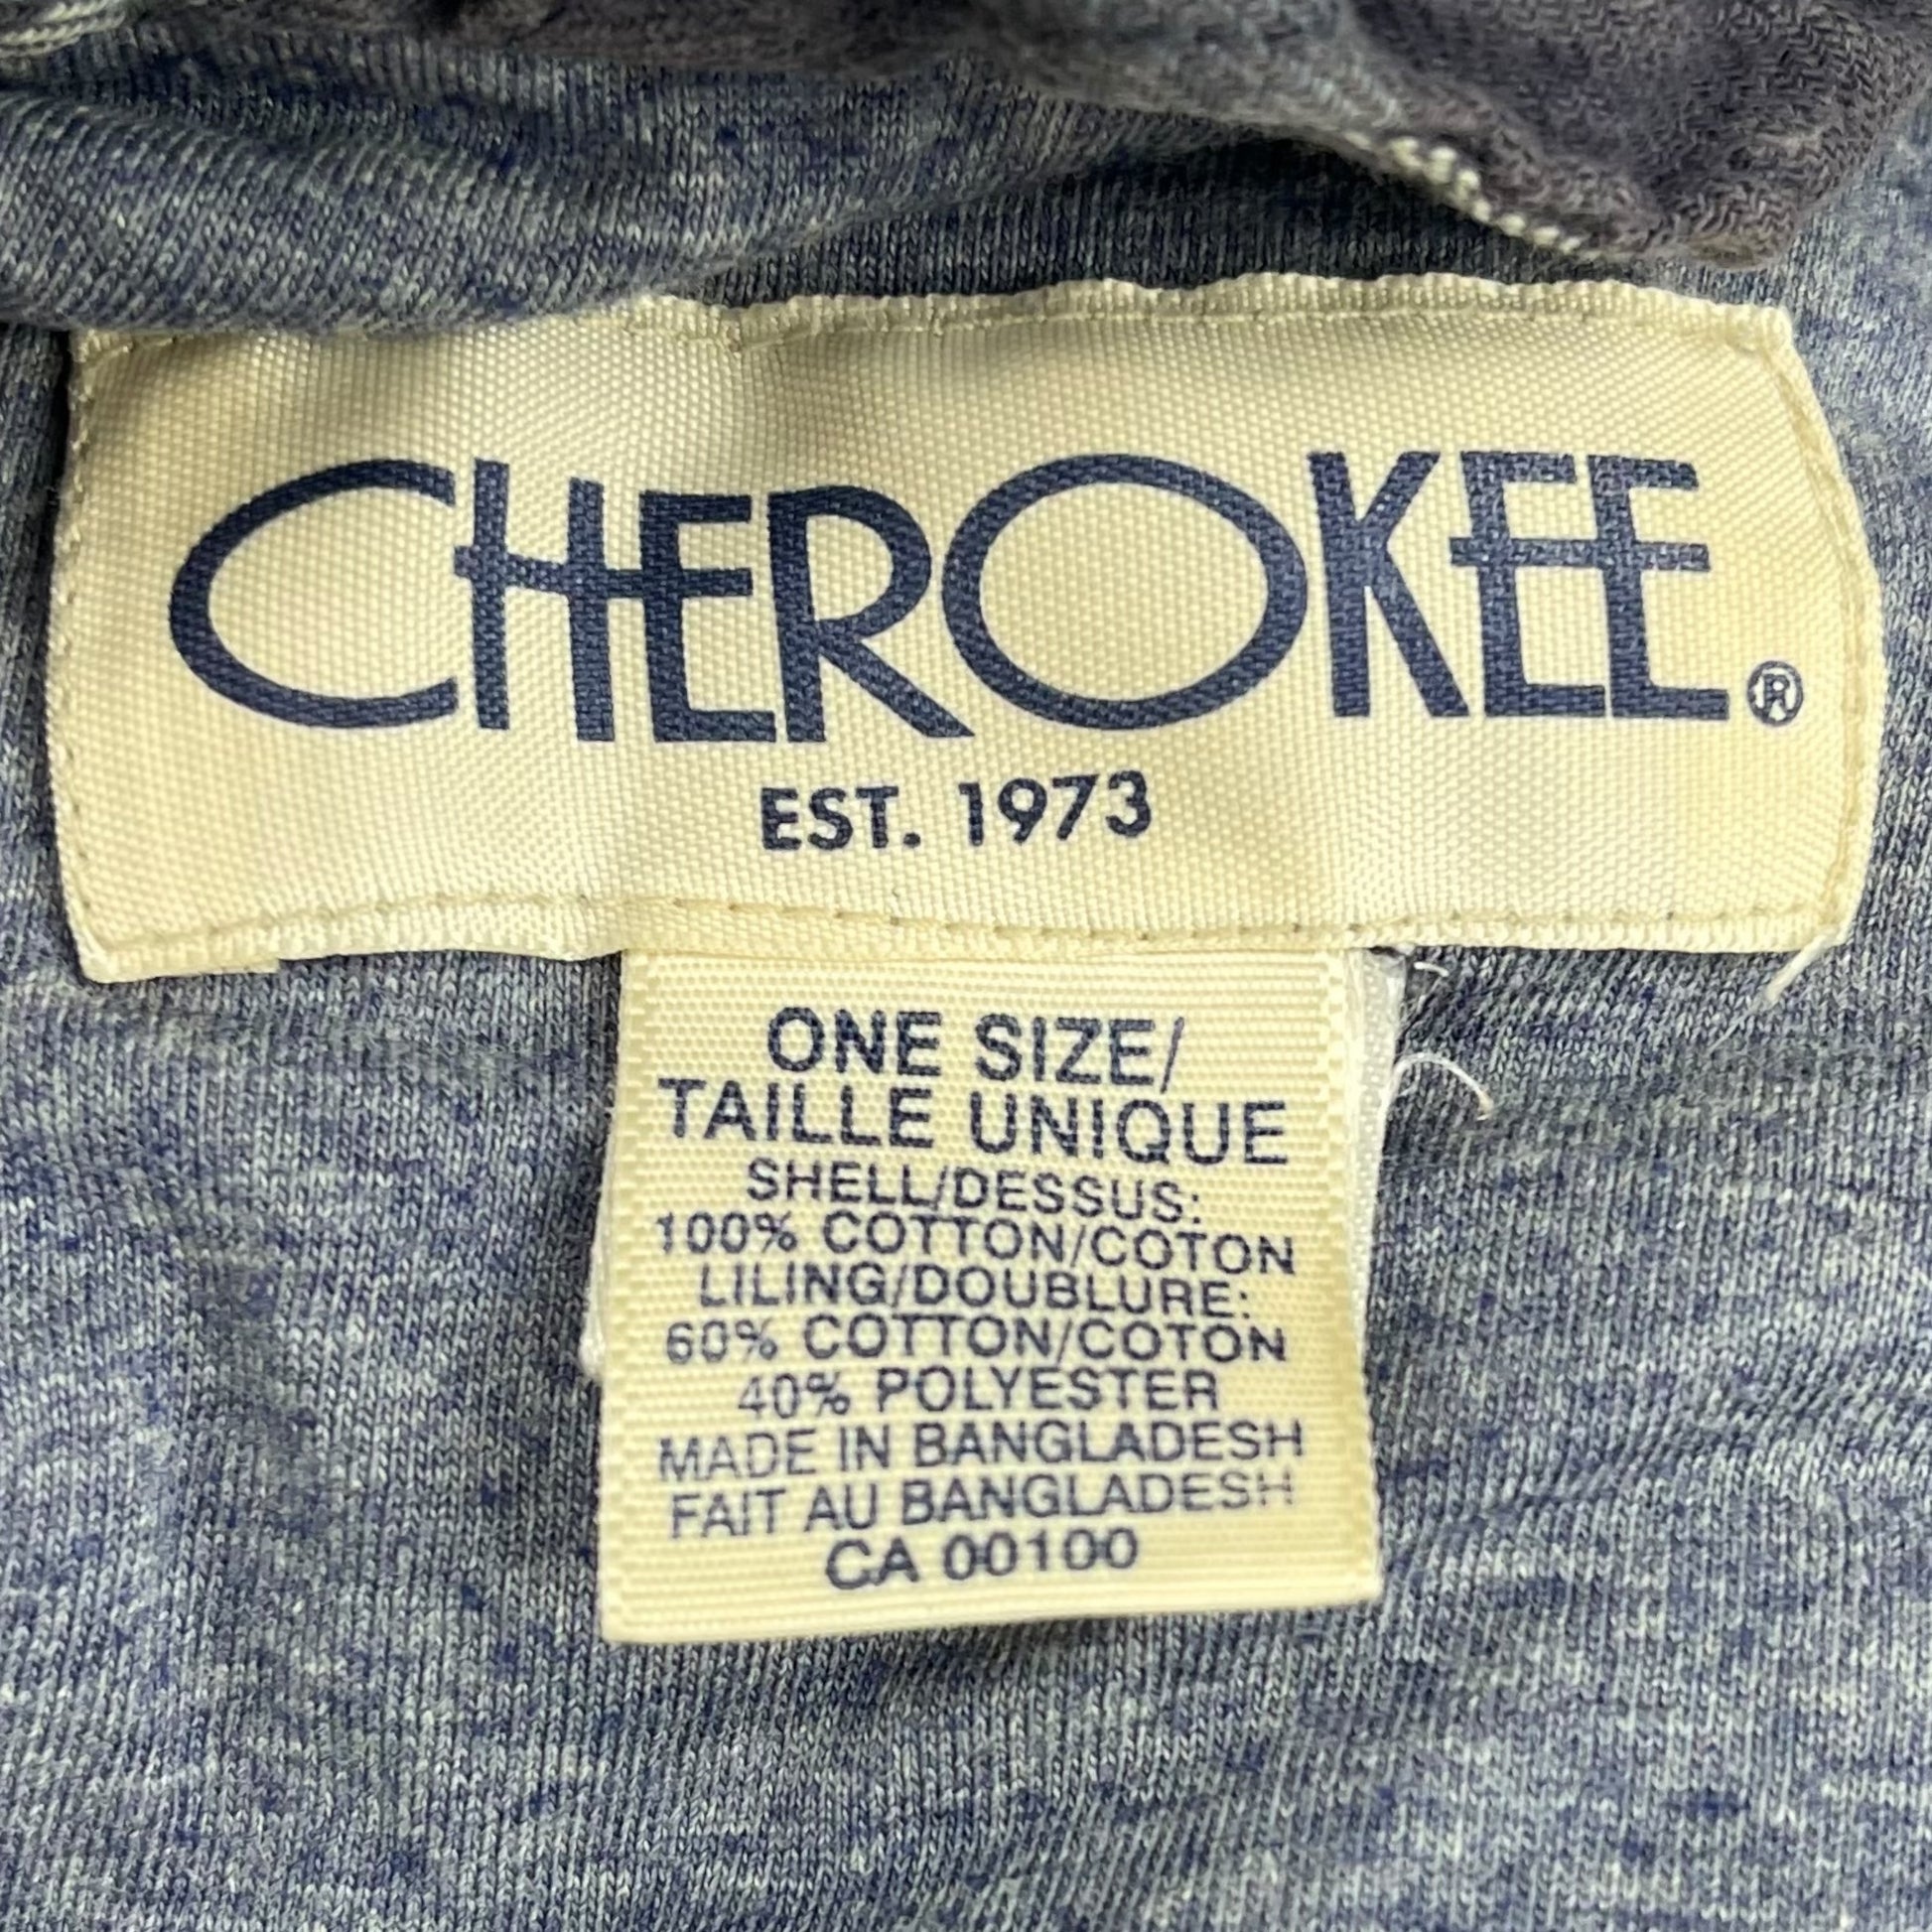 CHEROKEE®
EST. 1973
ONE SIZE/
TAILLE UNIQUE
SHELL/DESSUS:
100% COTTON/COTON
LILING/DOUBLURE:
60% COTTON/COTON
40% POLYESTER
MADE IN BANGLADESH
FAIT AU BANGLADESH
CA 00100